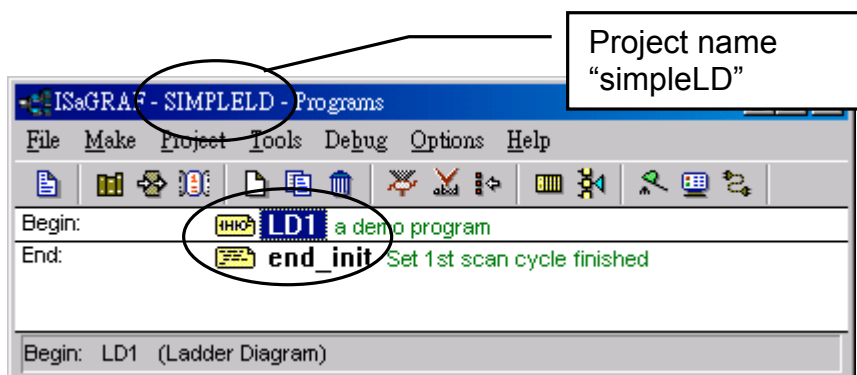 Project name
“simpleLD”
ISaGRAF - SIMPLELD - Programs
File Make Project Tools Debug Options Help
Begin: LD1 a demo program
End: end_init Set 1st scan cycle finished
Begin: LD1 (Ladder Diagram)